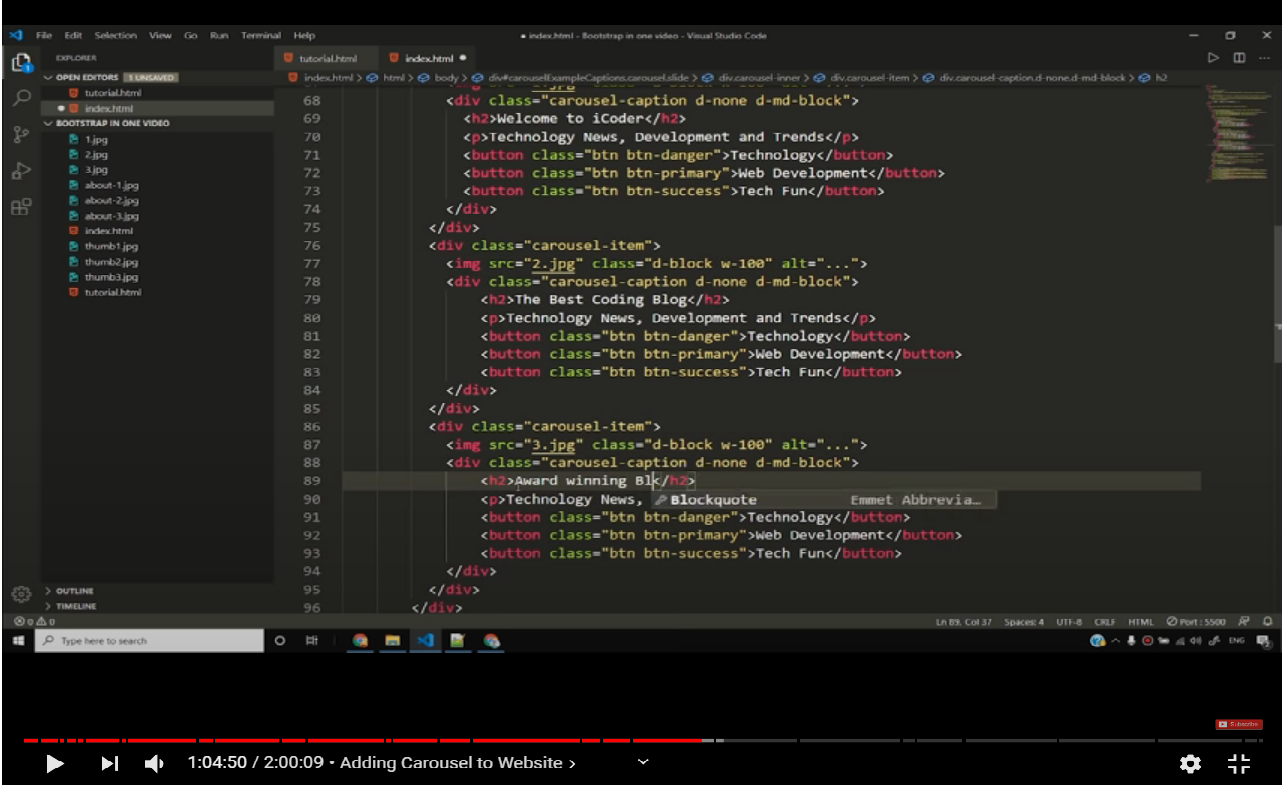 File Edit Selection View Go Run Terminal Help
● index.html - Bootstrap in one video - Visual Studio Code
EXPLORER
tutorial.html
index.html ●
OPEN EDITORS 1 UNSAVED
index.html > html > body > div#carouselExampleCaptions.carousel.slide > div.carousel-inner > div.carousel-item > div.carousel-caption.d-none.d-md-block > h2
tutorial.html
● index.html
BOOTSTRAP IN ONE VIDEO
1.jpg
2.jpg
3.jpg
about-1.jpg
about-2.jpg
about-3.jpg
index.html
thumb1.jpg
thumb2.jpg
thumb3.jpg
tutorial.html
68 <div class="carousel-caption d-none d-md-block">
69 <h2>Welcome to iCoder</h2>
70 <p>Technology News, Development and Trends</p>
71 <button class="btn btn-danger">Technology</button>
72 <button class="btn btn-primary">Web Development</button>
73 <button class="btn btn-success">Tech Fun</button>
74 </div>
75 </div>
76 <div class="carousel-item">
77 <img src="2.jpg" class="d-block w-100" alt="...">
78 <div class="carousel-caption d-none d-md-block">
79 <h2>The Best Coding Blog</h2>
80 <p>Technology News, Development and Trends</p>
81 <button class="btn btn-danger">Technology</button>
82 <button class="btn btn-primary">Web Development</button>
83 <button class="btn btn-success">Tech Fun</button>
84 </div>
85 </div>
86 <div class="carousel-item">
87 <img src="3.jpg" class="d-block w-100" alt="...">
88 <div class="carousel-caption d-none d-md-block">
89 <h2>Award winning Bl</h2>
90 <p>Technology News, Blockquote Emmet Abbrevia…
91 <button class="btn btn-danger">Technology</button>
92 <button class="btn btn-primary">Web Development</button>
93 <button class="btn btn-success">Tech Fun</button>
94 </div>
95 </div>
96 </div>
OUTLINE
TIMELINE
0 0
Ln 89, Col 37 Spaces: 4 UTF-8 CRLF HTML Port : 5500
Type here to search
ENG
Subscribe
1:04:50 / 2:00:09 • Adding Carousel to Website >